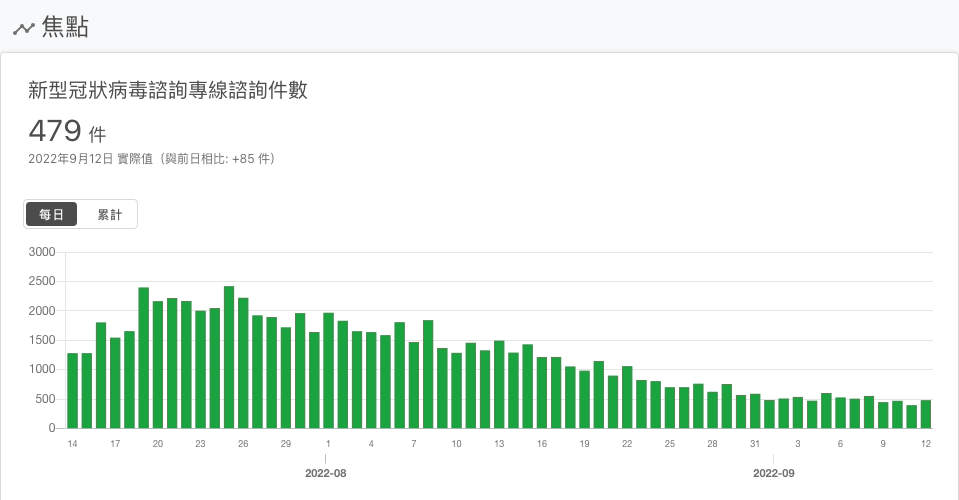 焦點
新型冠狀病毒諮詢專線諮詢件數
479 件
2022年9月12日 實際值（與前日相比: +85 件）
每日 累計
3000
2500
2000
1500
1000
500
0
14 17 20 23 26 29 1 4 7 10 13 16 19 22 25 28 31 3 6 9 12
2022-08 2022-09